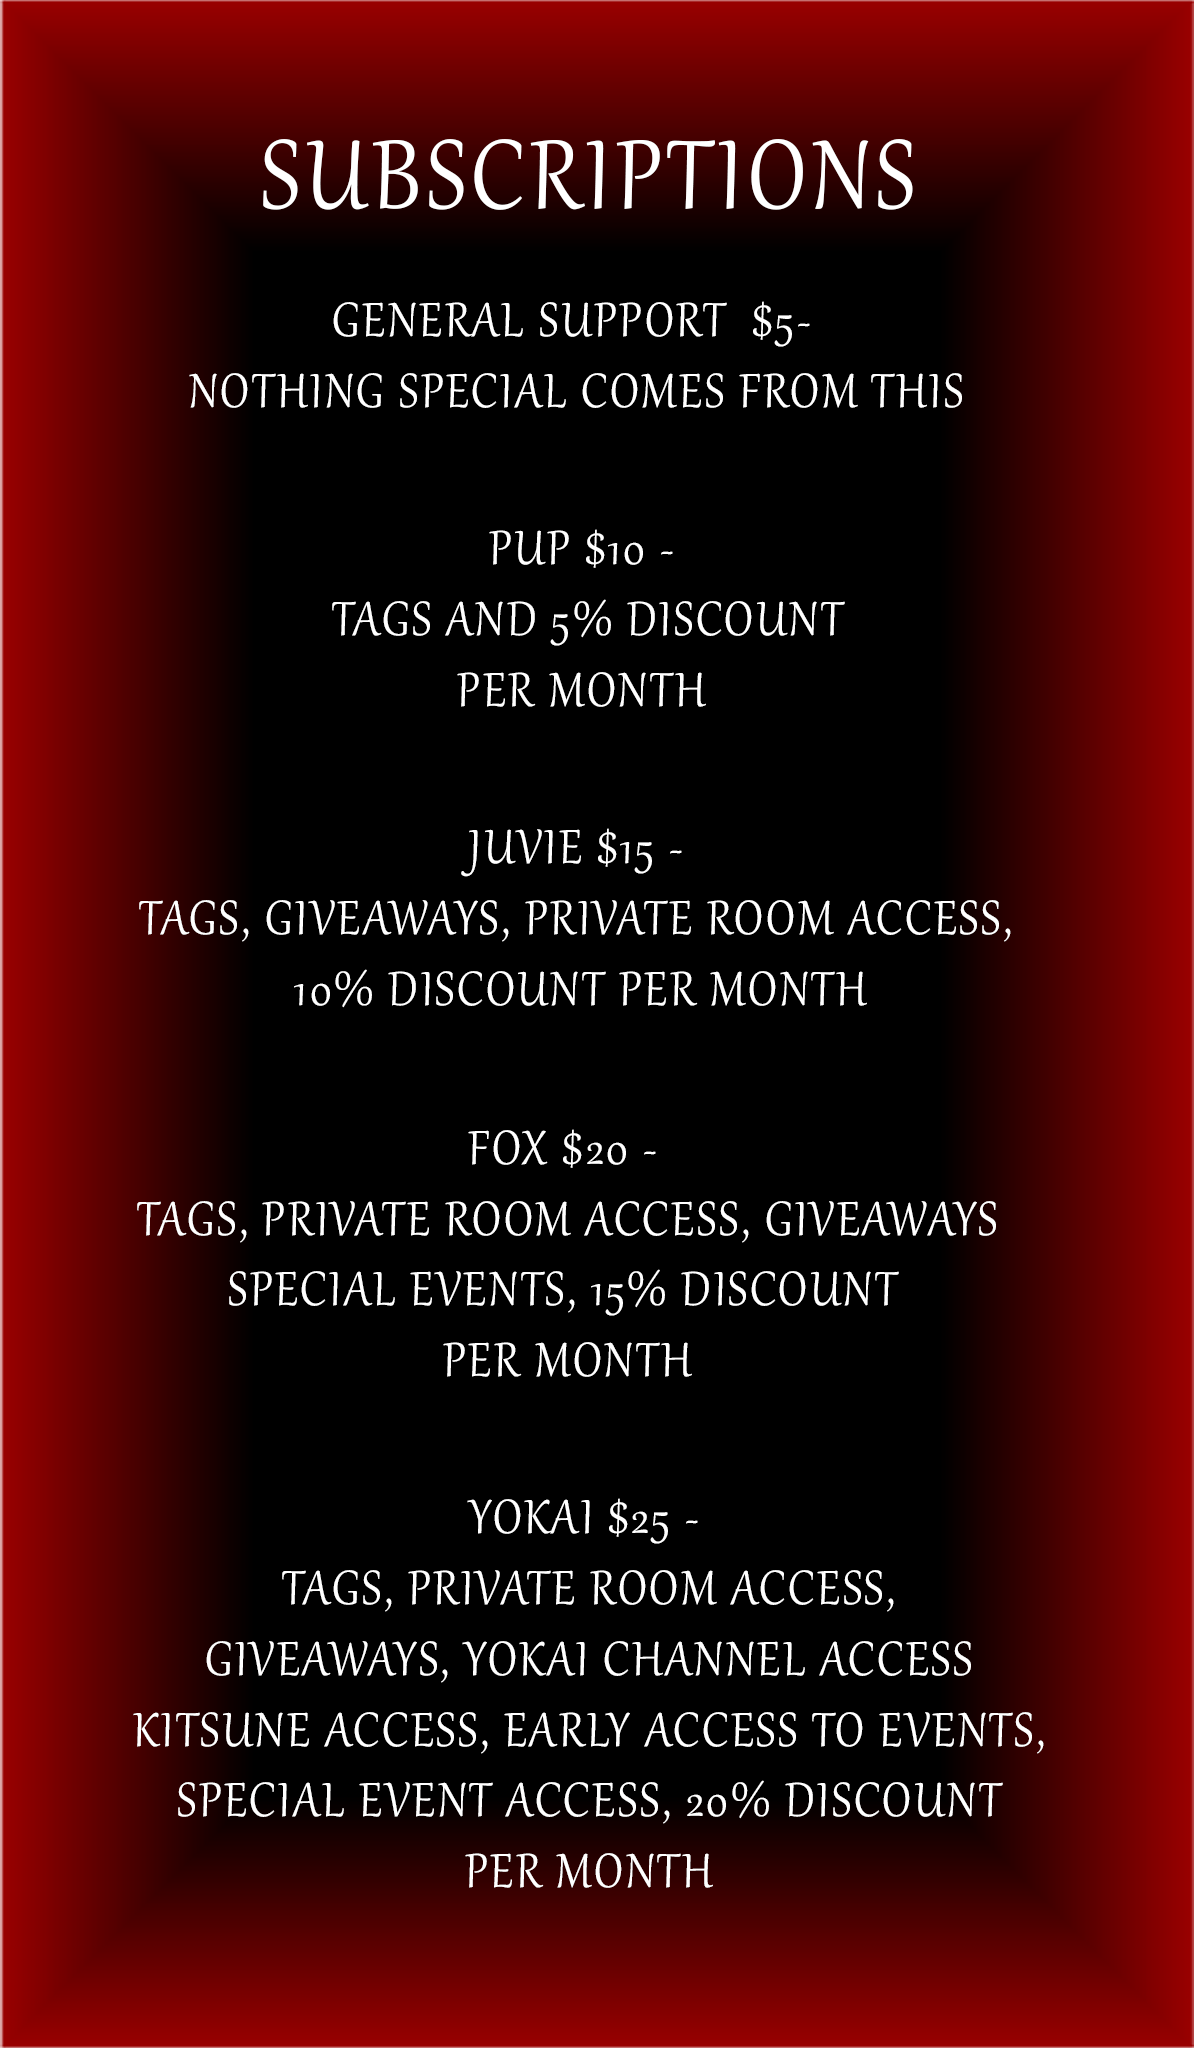 SUBSCRIPTIONS
GENERAL SUPPORT $5-
NOTHING SPECIAL COMES FROM THIS
PUP $10 -
TAGS AND 5% DISCOUNT
PER MONTH
JUVIE $15 -
TAGS, GIVEAWAYS, PRIVATE ROOM ACCESS,
10% DISCOUNT PER MONTH
FOX $20 -
TAGS, PRIVATE ROOM ACCESS, GIVEAWAYS
SPECIAL EVENTS, 15% DISCOUNT
PER MONTH
YOKAI $25 -
TAGS, PRIVATE ROOM ACCESS,
GIVEAWAYS, YOKAI CHANNEL ACCESS
KITSUNE ACCESS, EARLY ACCESS TO EVENTS,
SPECIAL EVENT ACCESS, 20% DISCOUNT
PER MONTH